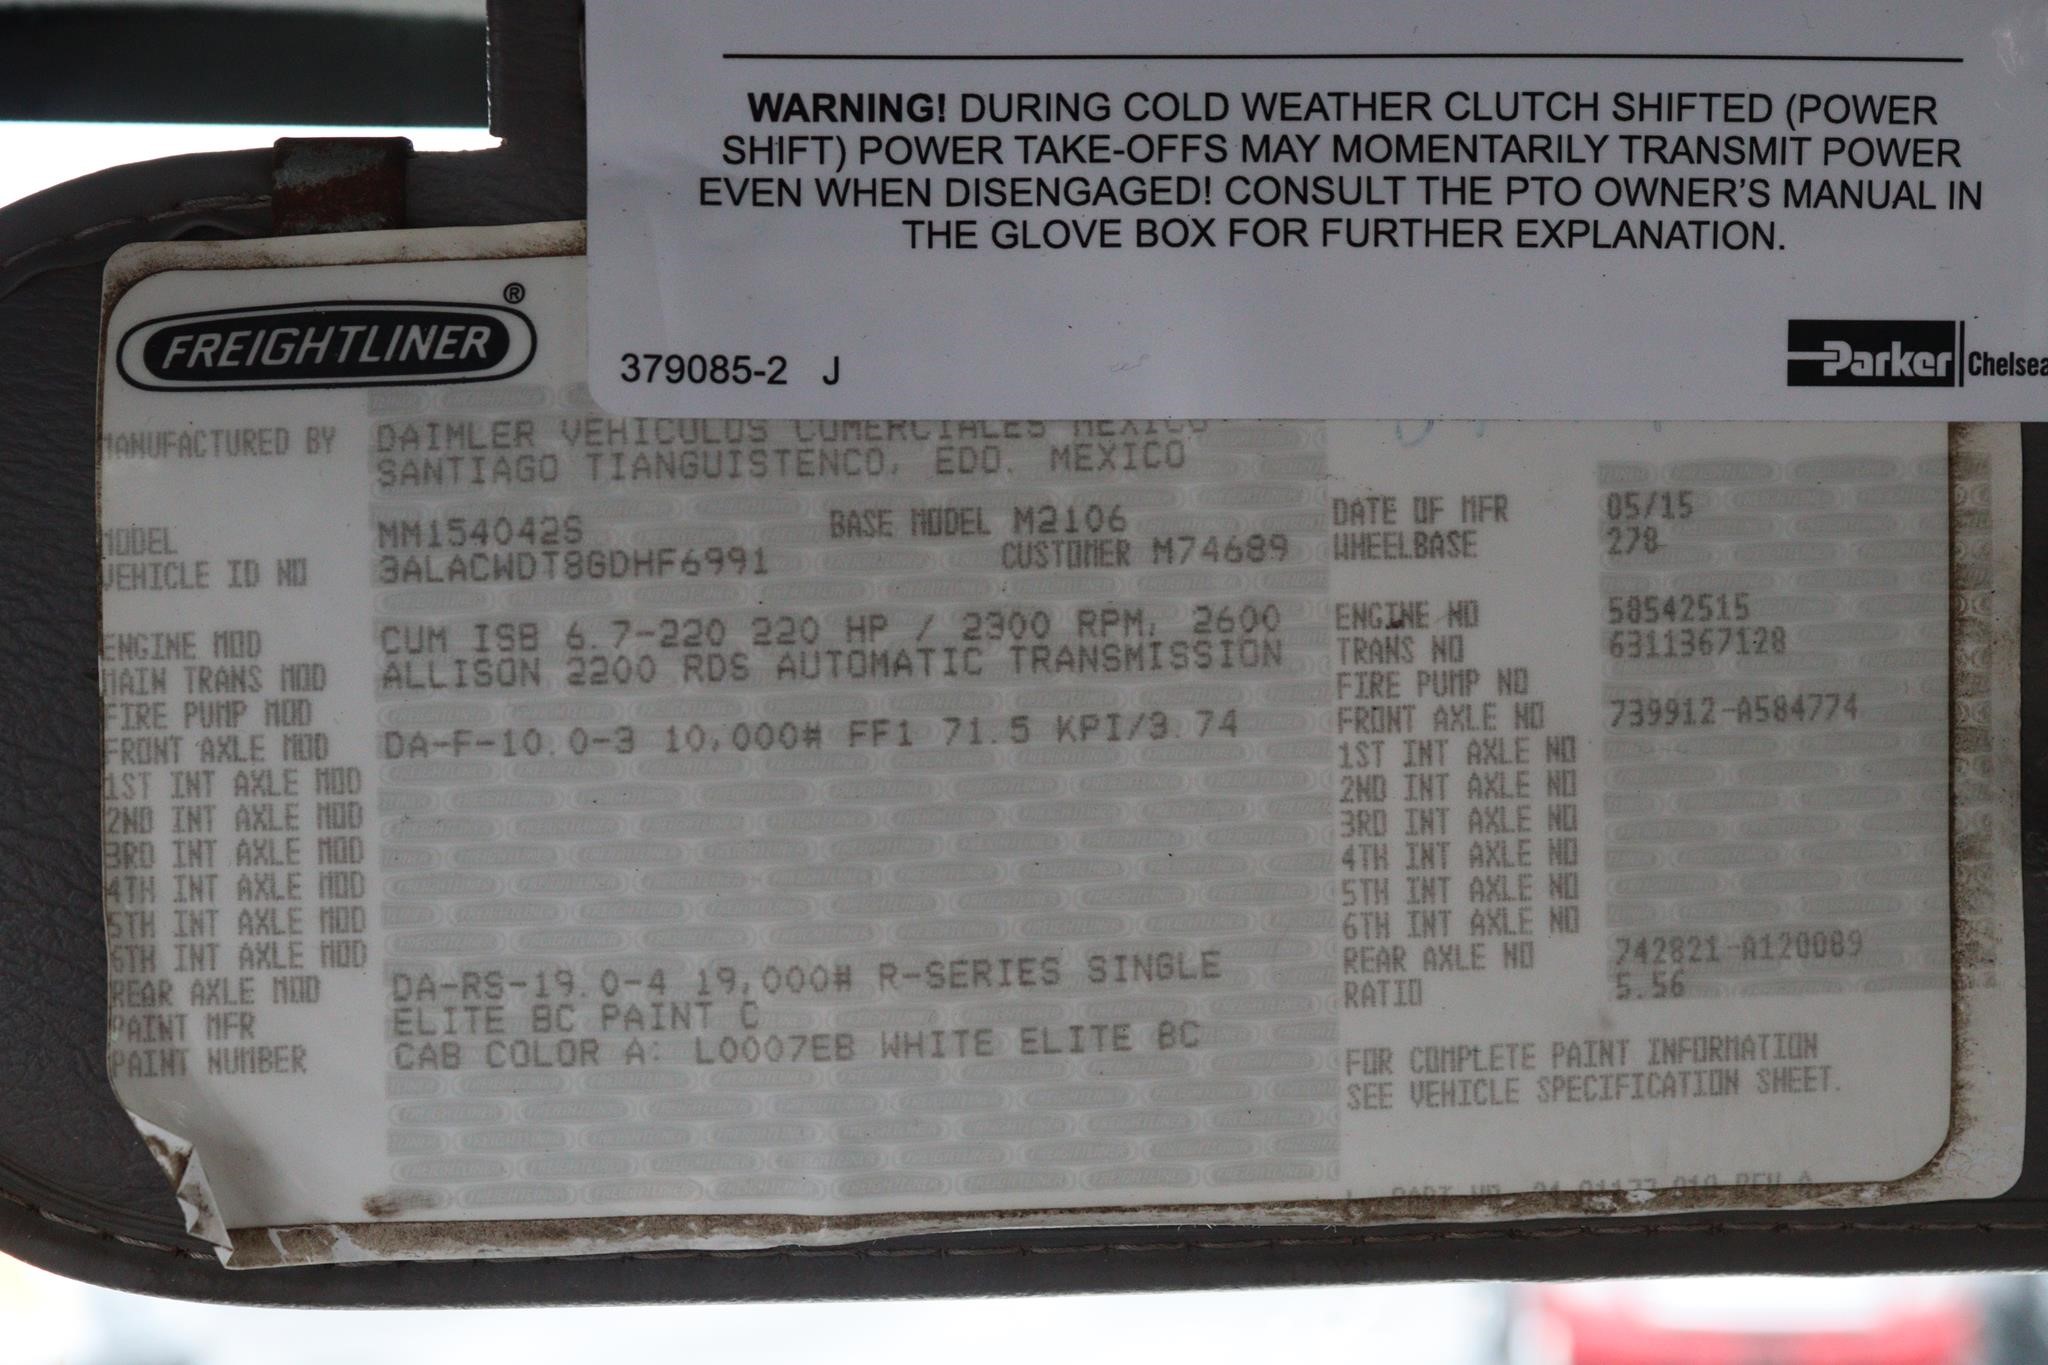 WARNING! DURING COLD WEATHER CLUTCH SHIFTED (POWER
SHIFT) POWER TAKE-OFFS MAY MOMENTARILY TRANSMIT POWER
EVEN WHEN DISENGAGED! CONSULT THE PTO OWNER'S MANUAL IN
THE GLOVE BOX FOR FURTHER EXPLANATION.
379085-2 J
Parker Chelsea
FREIGHTLINER ®
MANUFACTURED BY DAIMLER VEHICULOS COMERCIALES MEXICO
SANTIAGO TIANGUISTENCO, EDO. MEXICO
MODEL MM154042S BASE MODEL M2106
VEHICLE ID NO 3ALACWDT8GDHF6991 CUSTOMER M74689
ENGINE MOD CUM ISB 6.7-220 220 HP / 2300 RPM, 2600
MAIN TRANS MOD ALLISON 2200 RDS AUTOMATIC TRANSMISSION
FIRE PUMP MOD
FRONT AXLE MOD DA-F-10.0-3 10,000# FF1 71.5 KPI/3.74
1ST INT AXLE MOD
2ND INT AXLE MOD
3RD INT AXLE MOD
4TH INT AXLE MOD
5TH INT AXLE MOD
6TH INT AXLE MOD
REAR AXLE MOD DA-RS-19.0-4 19,000# R-SERIES SINGLE
PAINT MFR ELITE BC PAINT C
PAINT NUMBER CAB COLOR A: L0007EB WHITE ELITE BC
DATE OF MFR 05/15
WHEELBASE 278
ENGINE NO 58542515
TRANS NO 6311367128
FIRE PUMP NO
FRONT AXLE NO 739912-A584774
1ST INT AXLE NO
2ND INT AXLE NO
3RD INT AXLE NO
4TH INT AXLE NO
5TH INT AXLE NO
6TH INT AXLE NO
REAR AXLE NO 742821-A120089
RATIO 5.56
FOR COMPLETE PAINT INFORMATION
SEE VEHICLE SPECIFICATION SHEET.